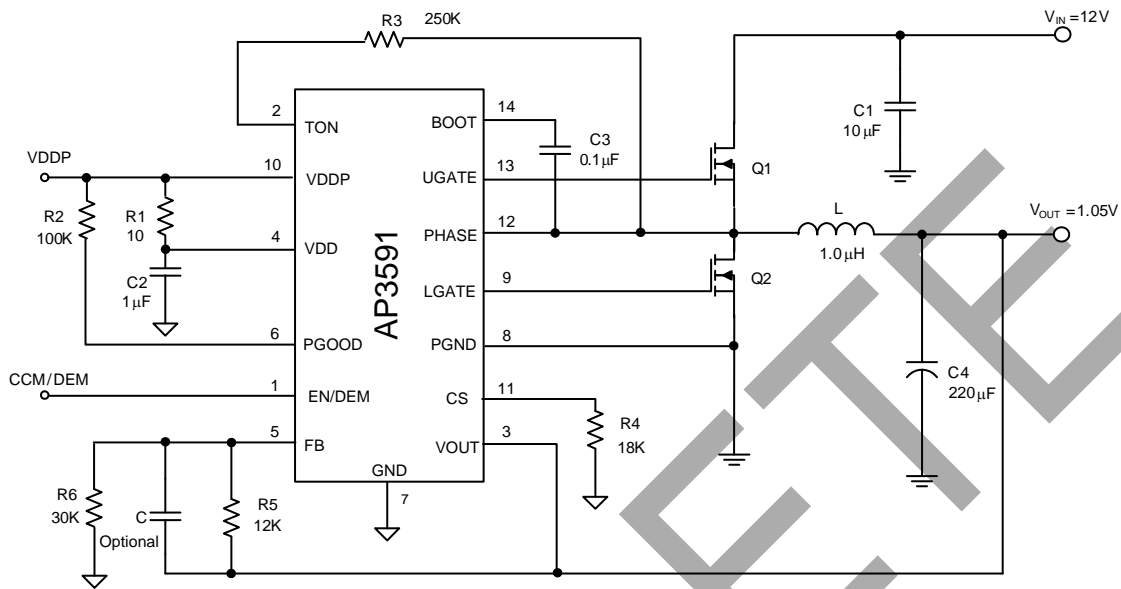 R3
250K
V_IN =12V
2
TON
14
BOOT
C3
0.1μF
C1
10μF
VDDP
10
VDDP
13
UGATE
Q1
R2
100K
R1
10
4
VDD
12
PHASE
L
1.0μH
V_OUT =1.05V
C2
1μF
AP3591
9
LGATE
Q2
6
PGOOD
8
PGND
C4
220μF
CCM/DEM
1
EN/DEM
11
CS
R4
18K
5
FB
3
VOUT
GND
7
R6
30K
C
Optional
R5
12K